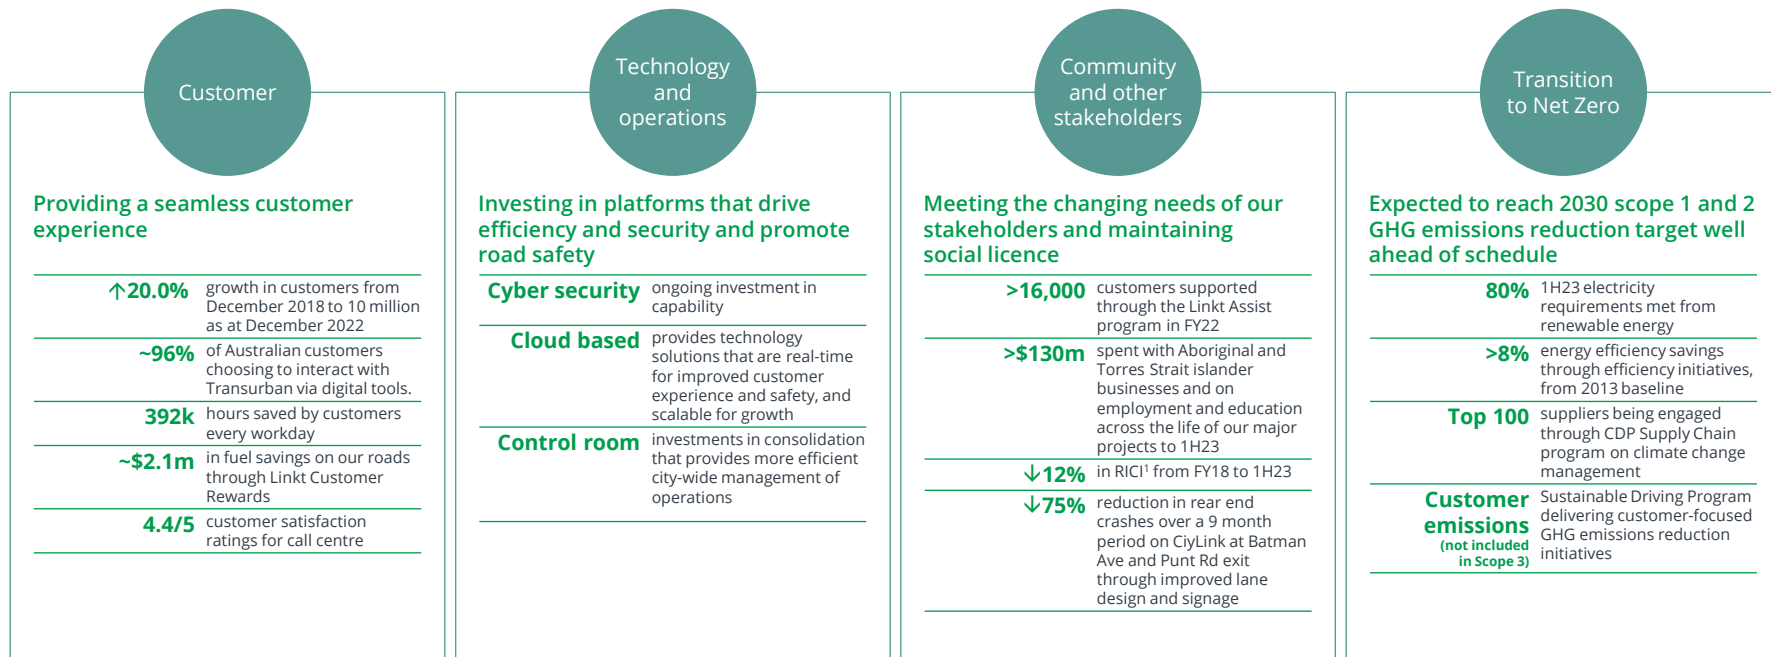 Customer
Providing a seamless customer
experience
↑20.0% growth in customers from
December 2018 to 10 million
as at December 2022
~96% of Australian customers
choosing to interact with
Transurban via digital tools.
392k hours saved by customers
every workday
~$2.1m in fuel savings on our roads
through Linkt Customer
Rewards
4.4/5 customer satisfaction
ratings for call centre
Technology
and
operations
Investing in platforms that drive
efficiency and security and promote
road safety
Cyber security ongoing investment in
capability
Cloud based provides technology
solutions that are real-time
for improved customer
experience and safety, and
scalable for growth
Control room investments in consolidation
that provides more efficient
city-wide management of
operations
Community
and other
stakeholders
Meeting the changing needs of our
stakeholders and maintaining
social licence
>16,000 customers supported
through the Linkt Assist
program in FY22
>$130m spent with Aboriginal and
Torres Strait islander
businesses and on
employment and education
across the life of our major
projects to 1H23
↓12% in RICI¹ from FY18 to 1H23
↓75% reduction in rear end
crashes over a 9 month
period on CiyLink at Batman
Ave and Punt Rd exit
through improved lane
design and signage
Transition
to Net Zero
Expected to reach 2030 scope 1 and 2
GHG emissions reduction target well
ahead of schedule
80% 1H23 electricity
requirements met from
renewable energy
>8% energy efficiency savings
through efficiency initiatives,
from 2013 baseline
Top 100 suppliers being engaged
through CDP Supply Chain
program on climate change
management
Customer
emissions
(not included
in Scope 3)
Sustainable Driving Program
delivering customer-focused
GHG emissions reduction
initiatives